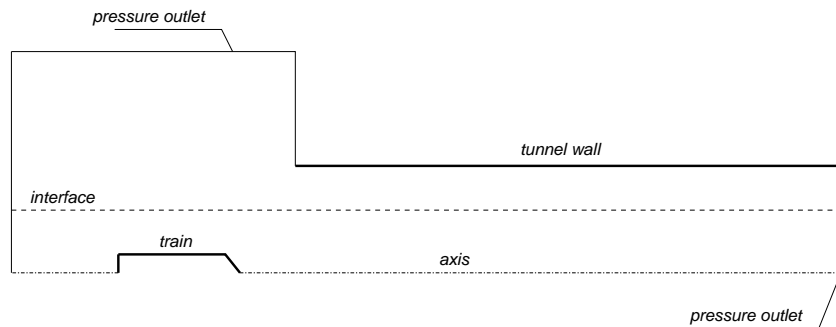 pressure outlet
tunnel wall
interface
train
axis
pressure outlet